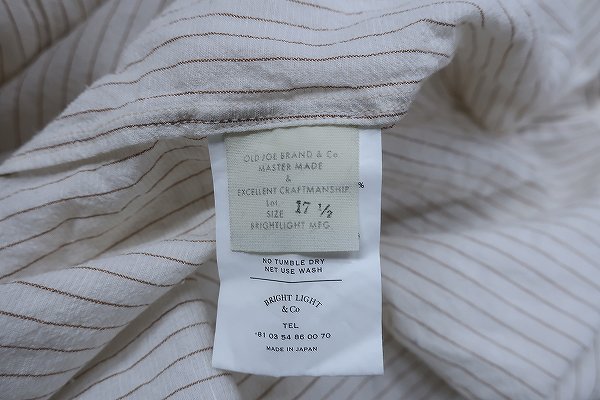 OLD JOE BRAND & Co
MASTER MADE
&
EXCELLENT CRAFTMANSHIP
Lot
SIZE 17 ½
BRIGHTLIGHT MFG.
%
NO TUMBLE DRY
NET USE WASH
BRIGHT LIGHT
& Co
TEL
+81 03 54 86 00 70
MADE IN JAPAN